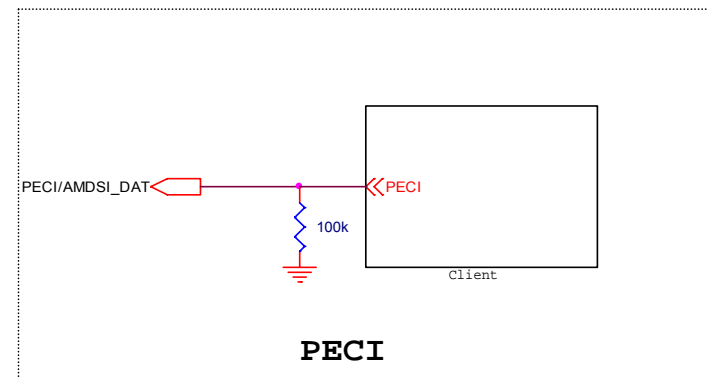 PECI/AMDSI_DAT
PECI
100k
Client
PECI